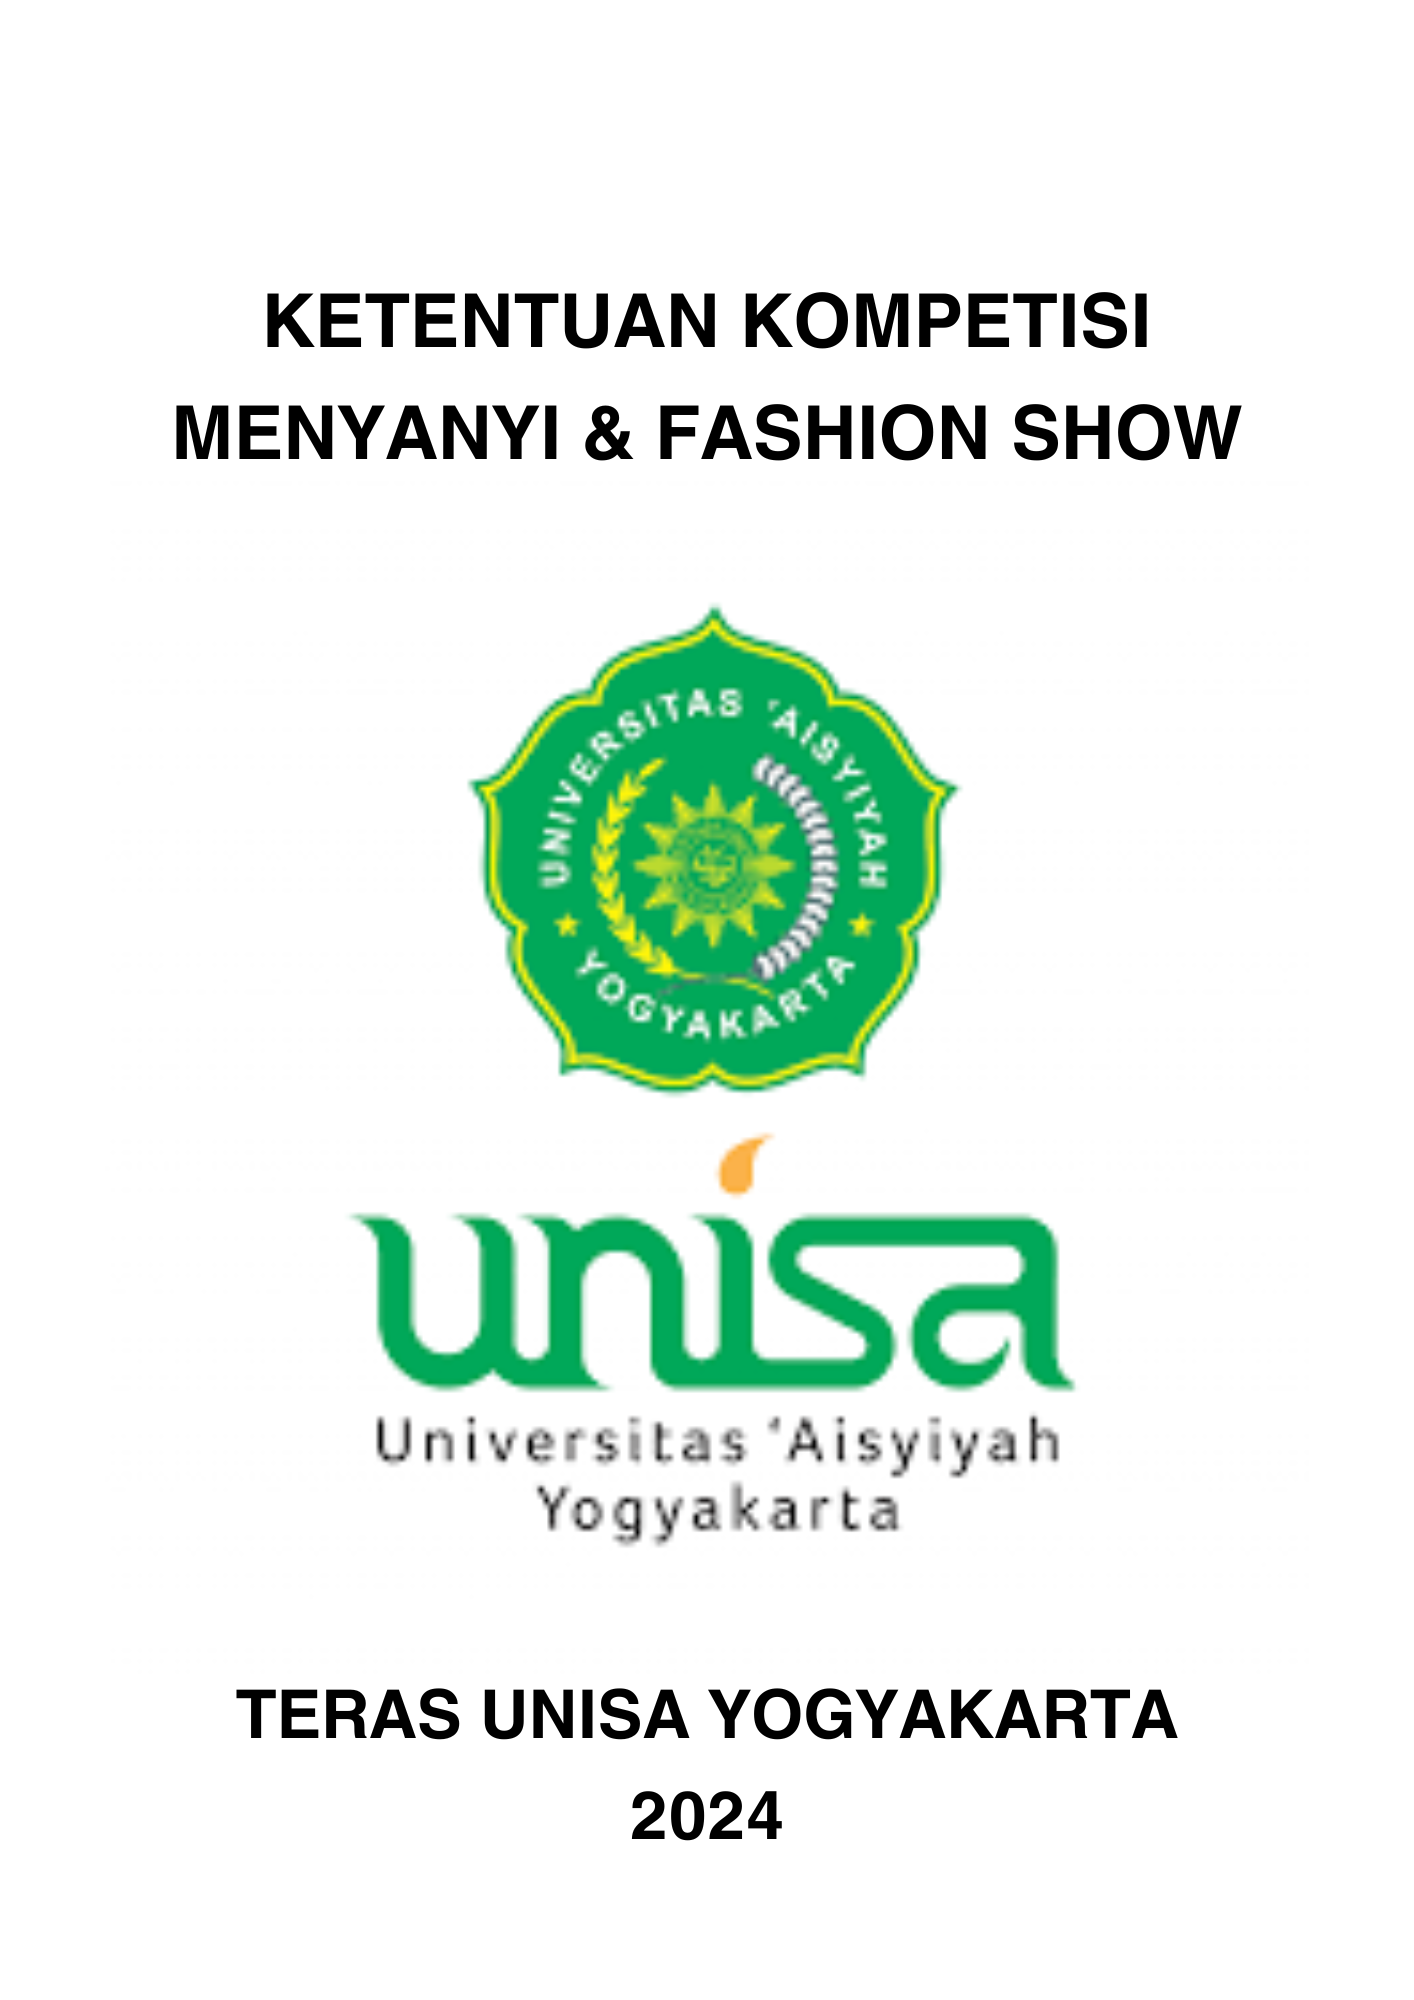 KETENTUAN KOMPETISI
MENYANYI & FASHION SHOW
UNIVERSITAS 'AISYIYAH
YOGYAKARTA
unisa
Universitas ‘Aisyiyah
Yogyakarta
TERAS UNISA YOGYAKARTA
2024